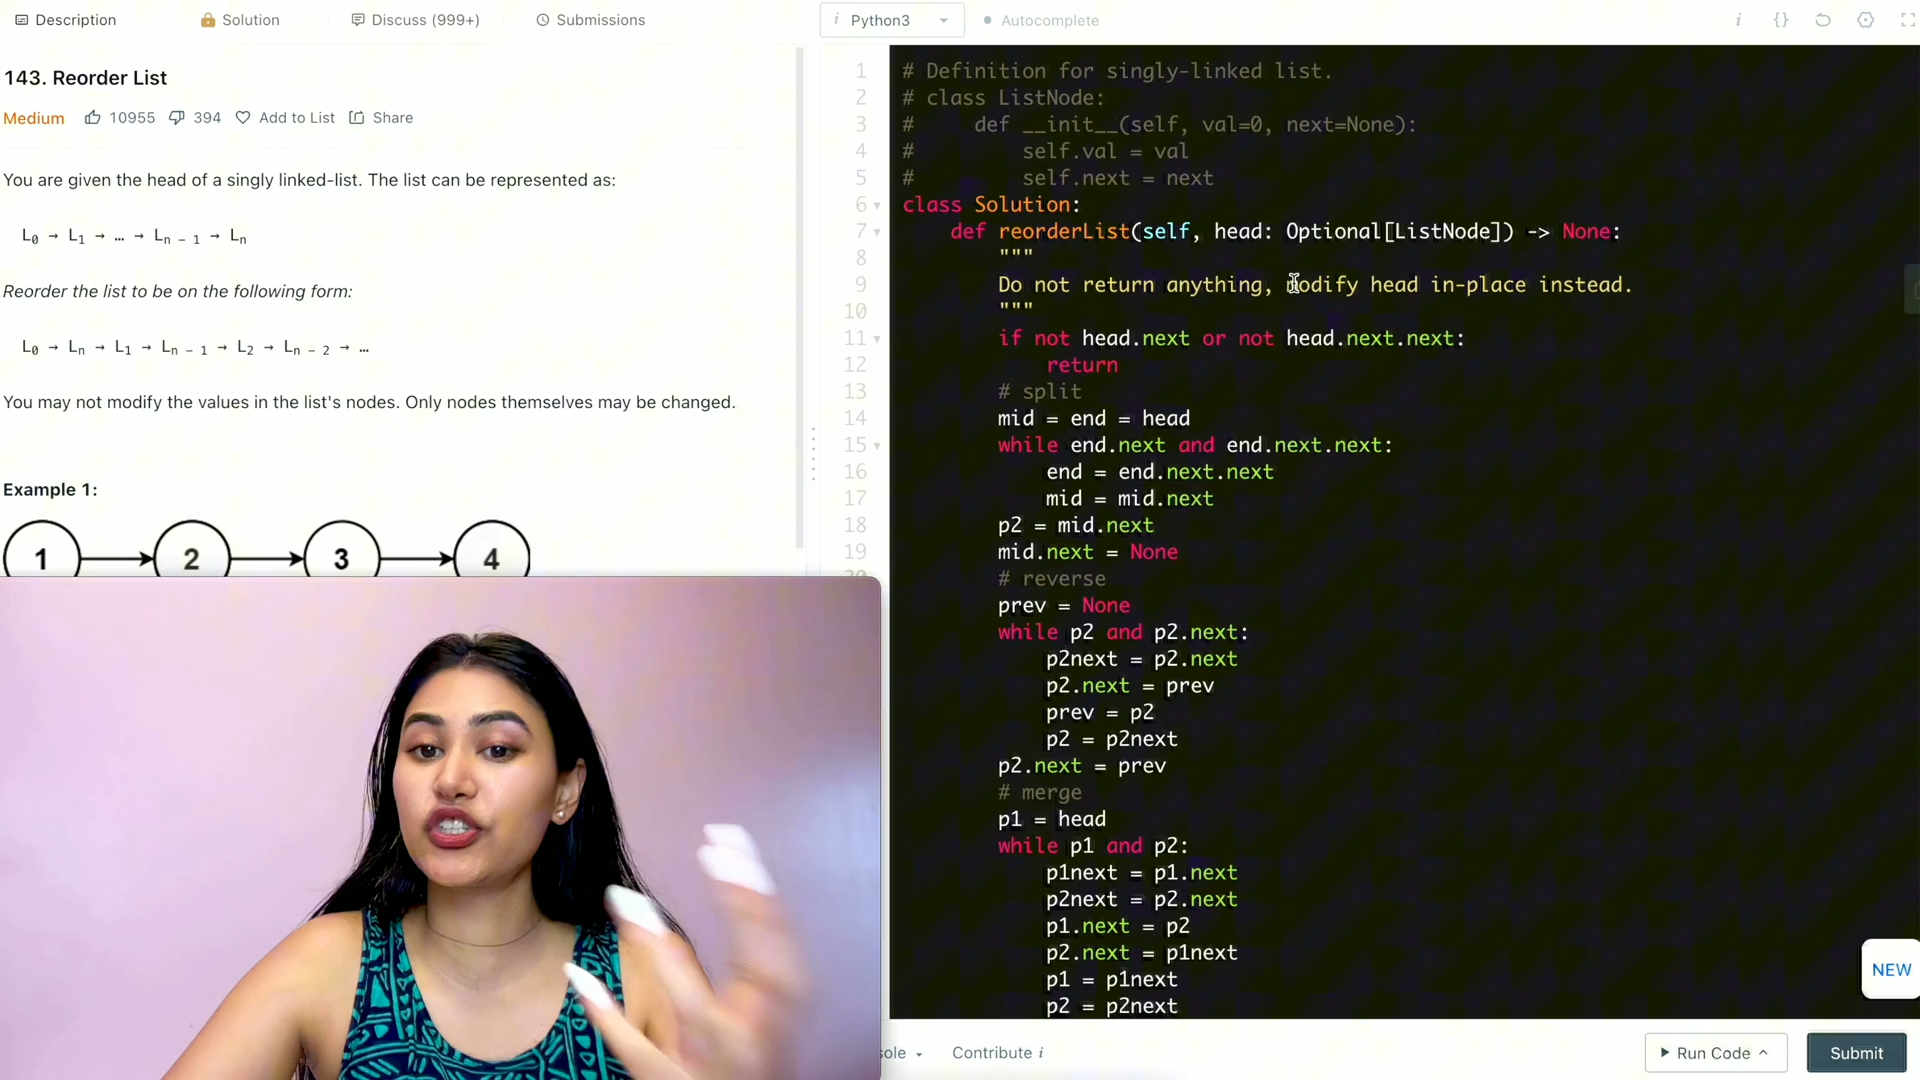 Description
Solution
Discuss (999+)
Submissions
i Python3
Autocomplete
i {}
143. Reorder List
Medium 10955 394 Add to List Share
You are given the head of a singly linked-list. The list can be represented as:
L0 → L1 → … → Ln - 1 → Ln
Reorder the list to be on the following form:
L0 → Ln → L1 → Ln - 1 → L2 → Ln - 2 → …
You may not modify the values in the list's nodes. Only nodes themselves may be changed.
Example 1:
1 2 3 4
1 # Definition for singly-linked list.
2 # class ListNode:
3 #     def __init__(self, val=0, next=None):
4 #         self.val = val
5 #         self.next = next
6 class Solution:
7     def reorderList(self, head: Optional[ListNode]) -> None:
8         """
9         Do not return anything, modify head in-place instead.
10         """
11         if not head.next or not head.next.next:
12             return
13         # split
14         mid = end = head
15         while end.next and end.next.next:
16             end = end.next.next
17             mid = mid.next
18         p2 = mid.next
19         mid.next = None
        # reverse
        prev = None
        while p2 and p2.next:
            p2next = p2.next
            p2.next = prev
            prev = p2
            p2 = p2next
        p2.next = prev
        # merge
        p1 = head
        while p1 and p2:
            p1next = p1.next
            p2next = p2.next
            p1.next = p2
            p2.next = p1next
            p1 = p1next
            p2 = p2next
NEW
sole
Contribute i
Run Code
Submit